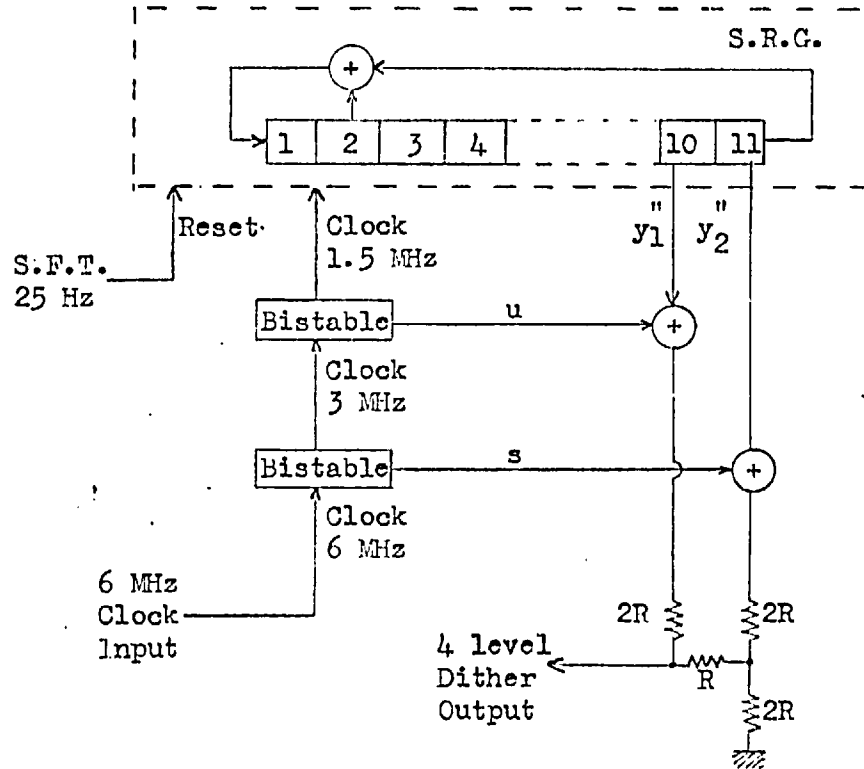 S.R.G.
+
1 2 3 4 10 11
Reset
Clock
1.5 MHz
y₁" y₂"
S.F.T.
25 Hz
Bistable
u
+
Clock
3 MHz
Bistable
s
+
Clock
6 MHz
6 MHz
Clock
Input
2R
2R
4 level
Dither
Output
R
2R